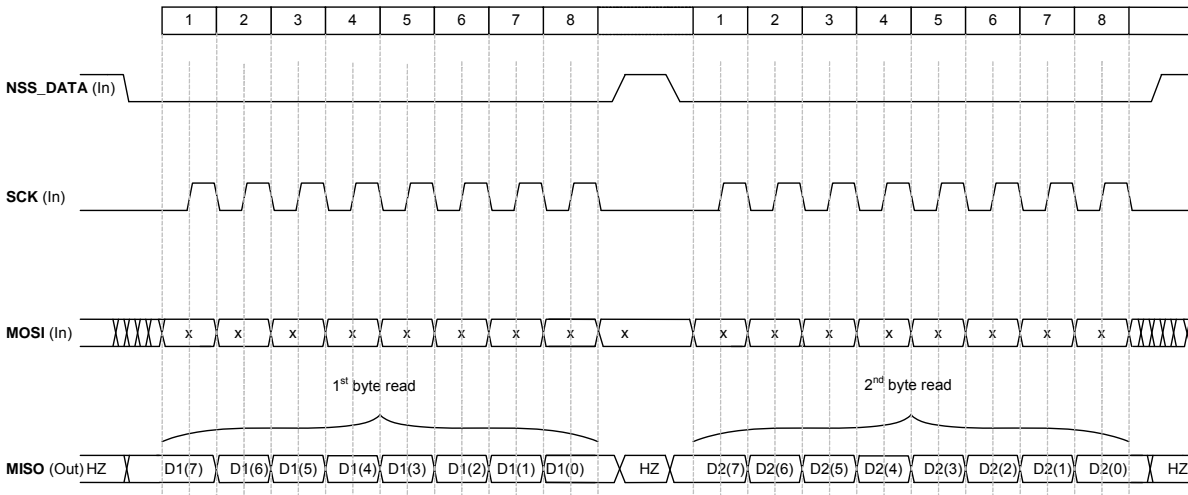 1 2 3 4 5 6 7 8 1 2 3 4 5 6 7 8
NSS_DATA (In)
SCK (In)
MOSI (In) x x x x x x x x x x x x x x x x x
1st byte read 2nd byte read
MISO (Out) HZ D1(7) D1(6) D1(5) D1(4) D1(3) D1(2) D1(1) D1(0) HZ D2(7) D2(6) D2(5) D2(4) D2(3) D2(2) D2(1) D2(0) HZ